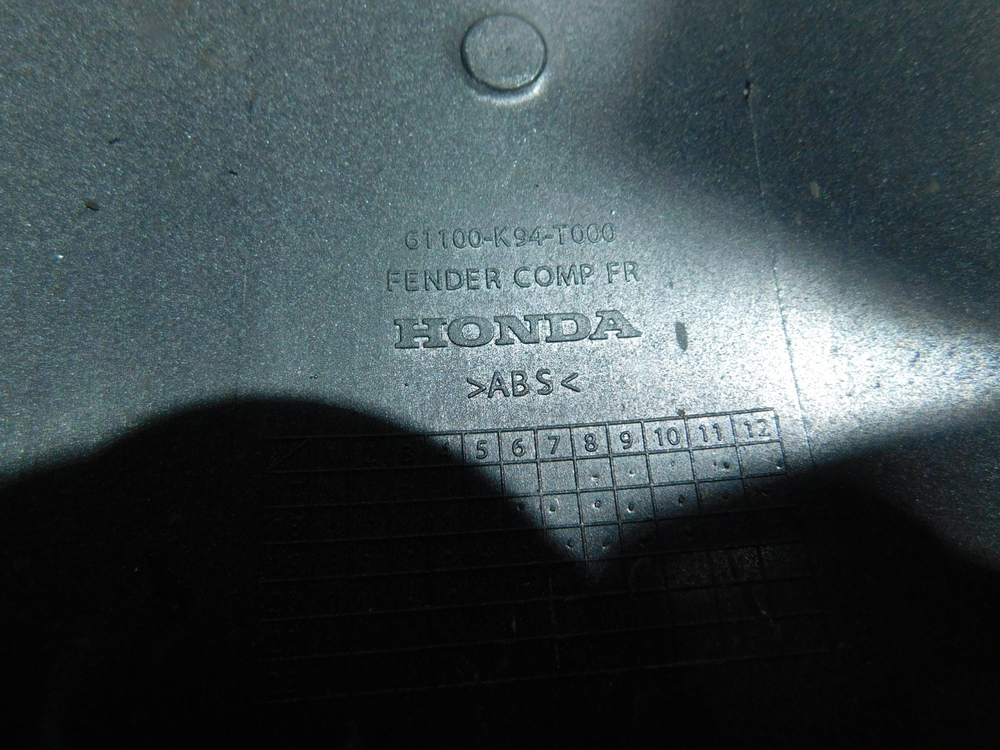 61100-K94-T000
FENDER COMP FR
HONDA
>ABS<
5 6 7 8 9 10 11 12